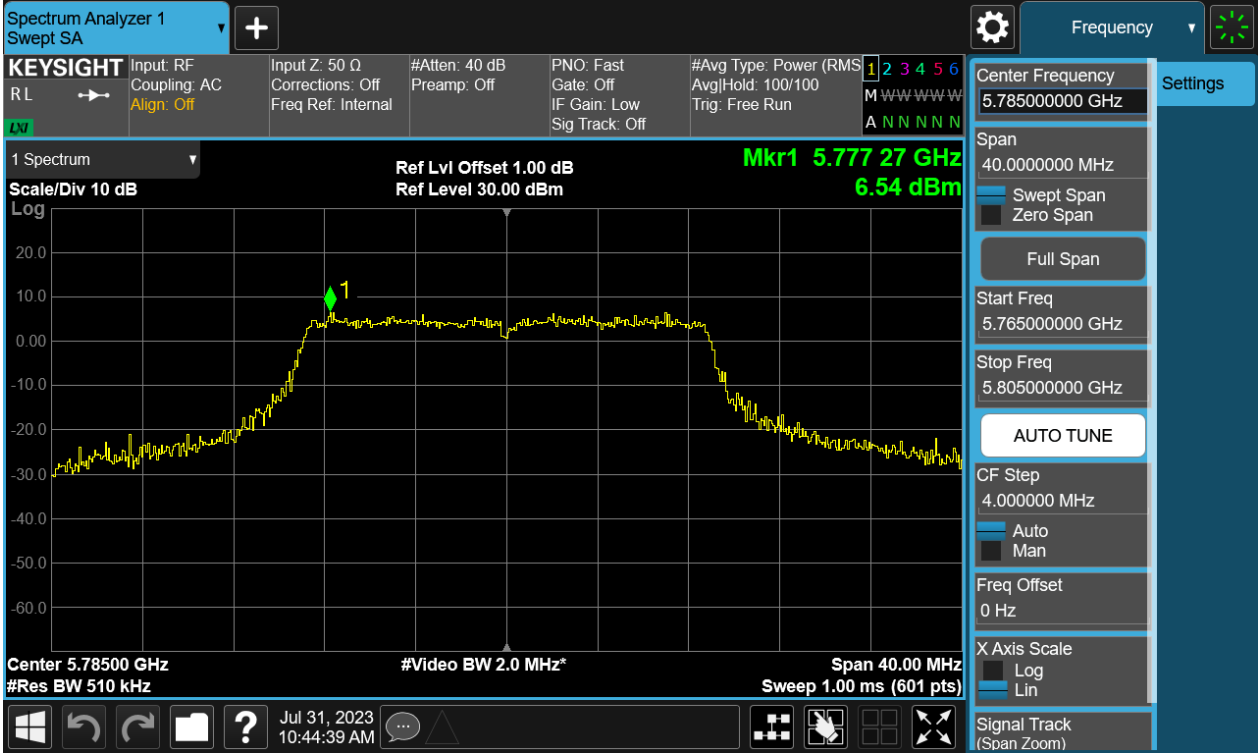 Spectrum Analyzer 1
Swept SA
Frequency
KEYSIGHT
R L
LXI
Input: RF
Coupling: AC
Align: Off
Input Z: 50 Ω
Corrections: Off
Freq Ref: Internal
#Atten: 40 dB
Preamp: Off
PNO: Fast
Gate: Off
IF Gain: Low
Sig Track: Off
#Avg Type: Power (RMS
Avg|Hold: 100/100
Trig: Free Run
1 2 3 4 5 6
M W W W W W
A N N N N N
1 Spectrum
Scale/Div 10 dB
Log
Ref Lvl Offset 1.00 dB
Ref Level 30.00 dBm
Mkr1 5.777 27 GHz
6.54 dBm
1
20.0
10.0
0.00
-10.0
-20.0
-30.0
-40.0
-50.0
-60.0
Center 5.78500 GHz
#Res BW 510 kHz
#Video BW 2.0 MHz*
Span 40.00 MHz
Sweep 1.00 ms (601 pts)
Jul 31, 2023
10:44:39 AM
Center Frequency
5.785000000 GHz
Span
40.0000000 MHz
Swept Span
Zero Span
Full Span
Start Freq
5.765000000 GHz
Stop Freq
5.805000000 GHz
AUTO TUNE
CF Step
4.000000 MHz
Auto
Man
Freq Offset
0 Hz
X Axis Scale
Log
Lin
Signal Track
(Span Zoom)
Settings